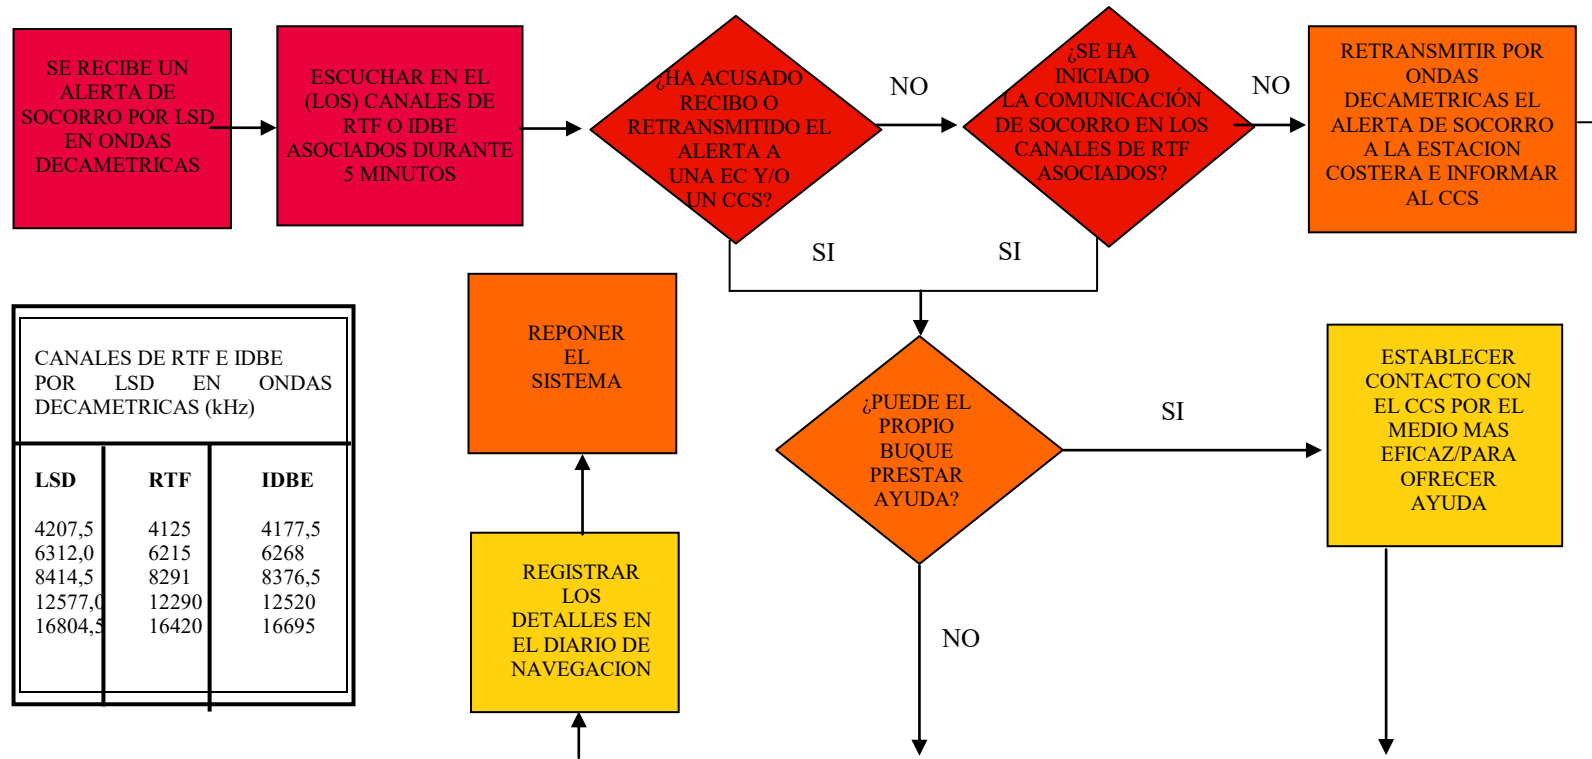 SE RECIBE UN
ALERTA DE
SOCORRO POR LSD
EN ONDAS
DECAMETRICAS
ESCUCHAR EN EL
(LOS) CANALES DE
RTF O IDBE
ASOCIADOS DURANTE
5 MINUTOS
¿HA ACUSADO
RECIBO O
RETRANSMITIDO EL
ALERTA A
UNA EC Y/O
UN CCS?
NO
¿SE HA
INICIADO
LA COMUNICACIÓN
DE SOCORRO EN LOS
CANALES DE RTF
ASOCIADOS?
NO
RETRANSMITIR POR
ONDAS
DECAMETRICAS EL
ALERTA DE SOCORRO
A LA ESTACION
COSTERA E INFORMAR
AL CCS
SI
SI
CANALES DE RTF E IDBE
POR LSD EN ONDAS
DECAMETRICAS (kHz)
LSD RTF IDBE
4207,5 4125 4177,5
6312,0 6215 6268
8414,5 8291 8376,5
12577,0 12290 12520
16804,5 16420 16695
REPONER
EL
SISTEMA
REGISTRAR
LOS
DETALLES EN
EL DIARIO DE
NAVEGACION
¿PUEDE EL
PROPIO
BUQUE
PRESTAR
AYUDA?
SI
NO
ESTABLECER
CONTACTO CON
EL CCS POR EL
MEDIO MAS
EFICAZ/PARA
OFRECER
AYUDA